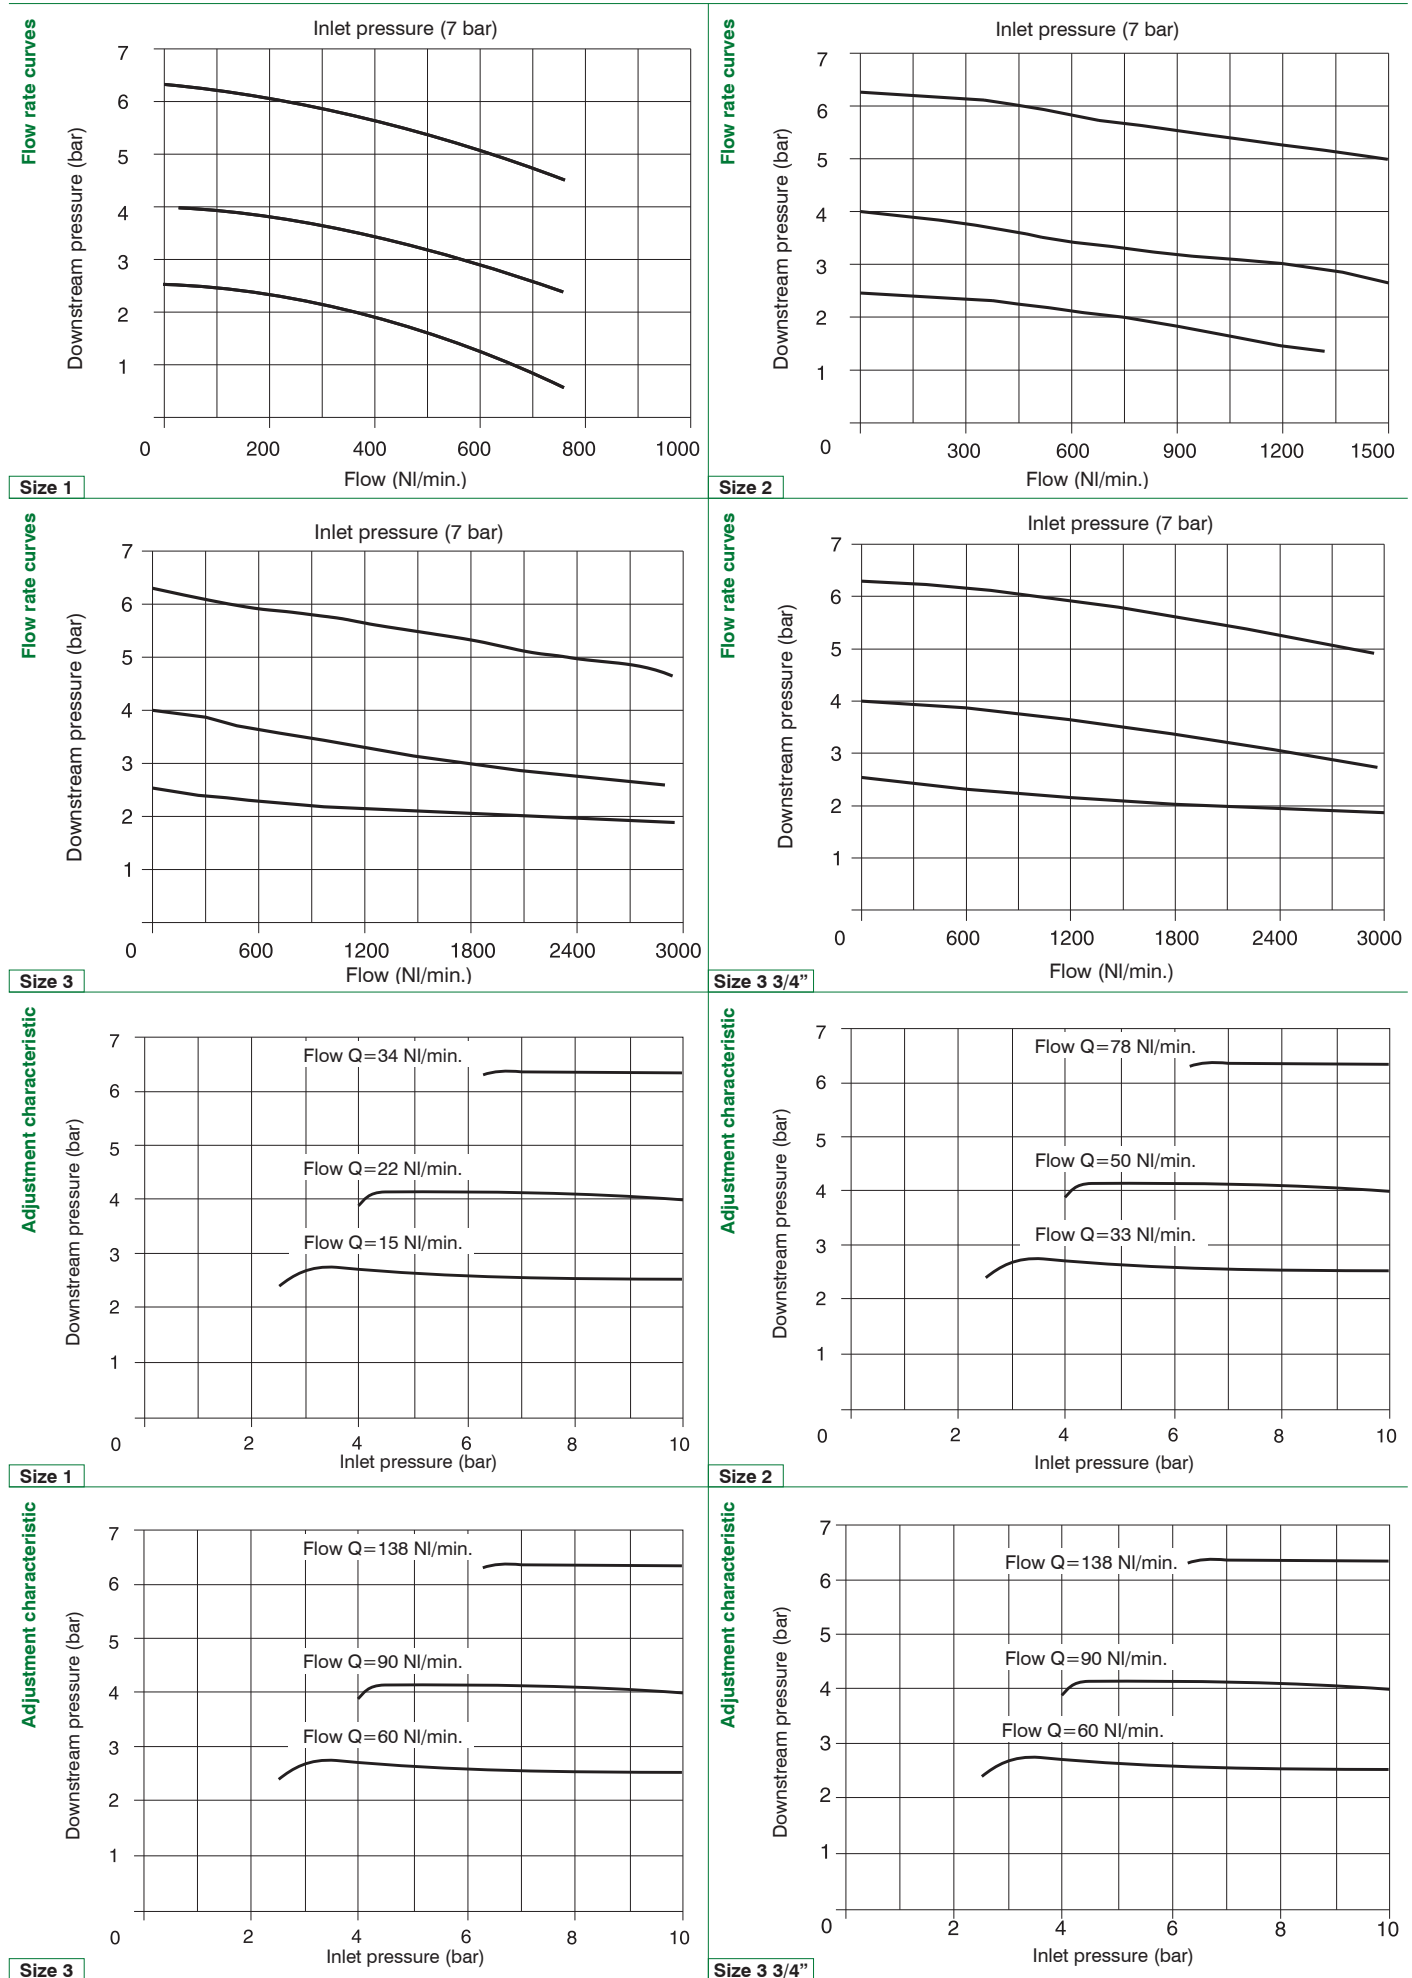 Flow rate curves
Inlet pressure (7 bar)
Downstream pressure (bar)
7
6
5
4
3
2
1
0 200 400 600 800 1000
Flow (Nl/min.)
Size 1
Flow rate curves
Inlet pressure (7 bar)
Downstream pressure (bar)
7
6
5
4
3
2
1
0 300 600 900 1200 1500
Flow (Nl/min.)
Size 2
Flow rate curves
Inlet pressure (7 bar)
Downstream pressure (bar)
7
6
5
4
3
2
1
0 600 1200 1800 2400 3000
Flow (Nl/min.)
Size 3
Flow rate curves
Inlet pressure (7 bar)
Downstream pressure (bar)
7
6
5
4
3
2
1
0 600 1200 1800 2400 3000
Flow (Nl/min.)
Size 3 3/4”
Adjustment characteristic
Downstream pressure (bar)
7
6
5
4
3
2
1
Flow Q=34 Nl/min.
Flow Q=22 Nl/min.
Flow Q=15 Nl/min.
0 2 4 6 8 10
Inlet pressure (bar)
Size 1
Adjustment characteristic
Downstream pressure (bar)
7
6
5
4
3
2
1
Flow Q=78 Nl/min.
Flow Q=50 Nl/min.
Flow Q=33 Nl/min.
0 2 4 6 8 10
Inlet pressure (bar)
Size 2
Adjustment characteristic
Downstream pressure (bar)
7
6
5
4
3
2
1
Flow Q=138 Nl/min.
Flow Q=90 Nl/min.
Flow Q=60 Nl/min.
0 2 4 6 8 10
Inlet pressure (bar)
Size 3
Adjustment characteristic
Downstream pressure (bar)
7
6
5
4
3
2
1
Flow Q=138 Nl/min.
Flow Q=90 Nl/min.
Flow Q=60 Nl/min.
0 2 4 6 8 10
Inlet pressure (bar)
Size 3 3/4”